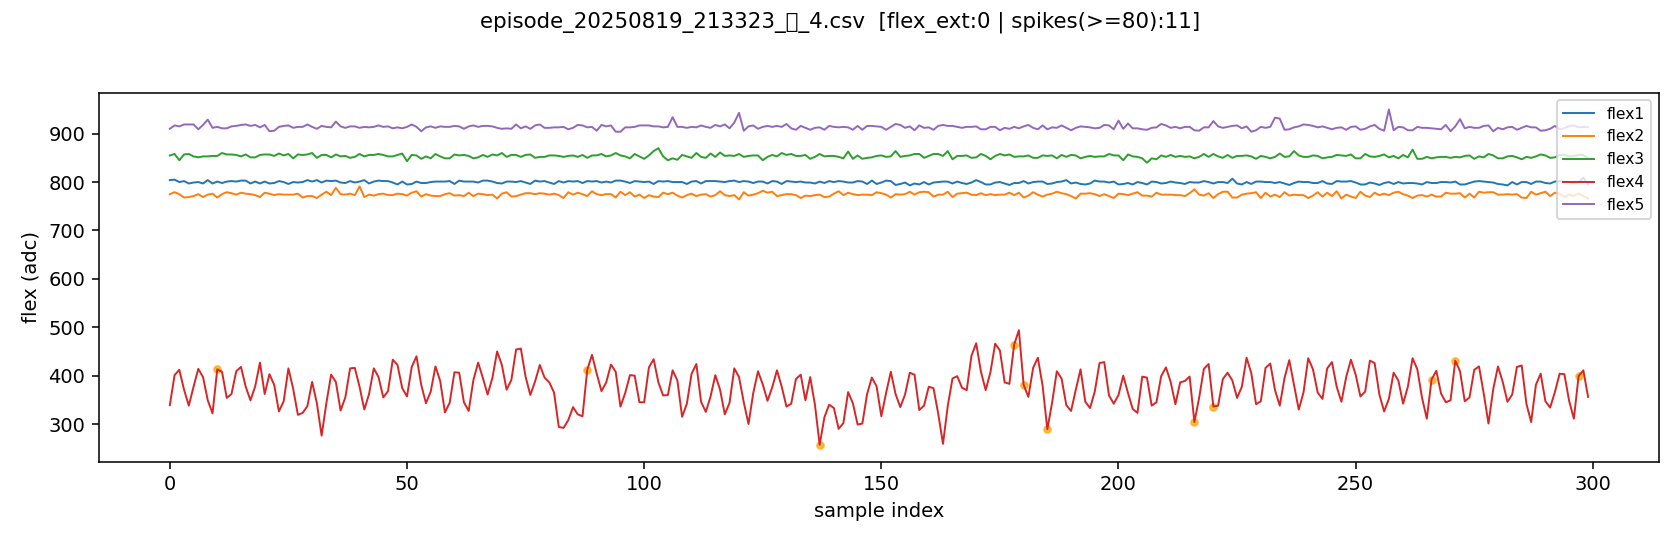 episode_20250819_213323_▯_4.csv  [flex_ext:0 | spikes(>=80):11]
flex (adc)
900
800
700
600
500
400
300
flex1
flex2
flex3
flex4
flex5
0
50
100
150
200
250
300
sample index